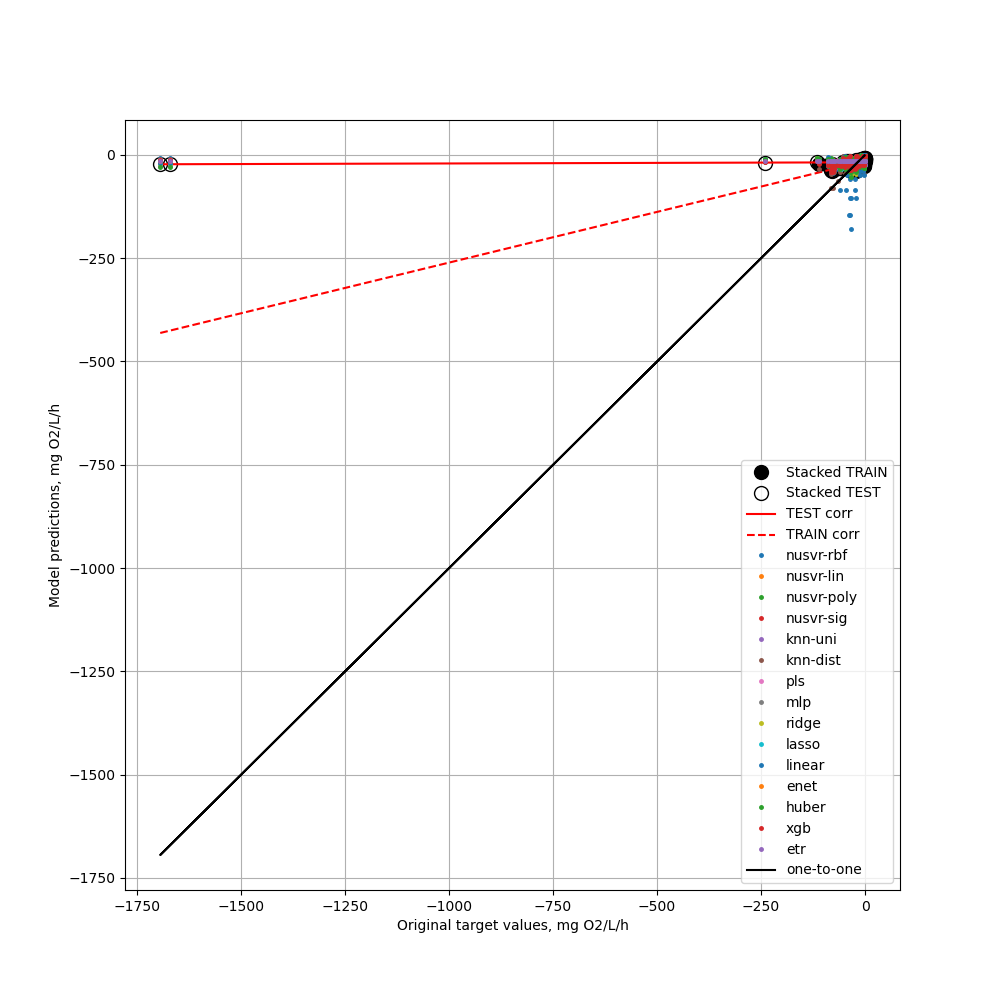 0
−250
−500
−750
−1000
−1250
−1500
−1750
Model predictions, mg O2/L/h
Stacked TRAIN
Stacked TEST
TEST corr
TRAIN corr
nusvr-rbf
nusvr-lin
nusvr-poly
nusvr-sig
knn-uni
knn-dist
pls
mlp
ridge
lasso
linear
enet
huber
xgb
etr
one-to-one
−1750 −1500 −1250 −1000 −750 −500 −250 0
Original target values, mg O2/L/h